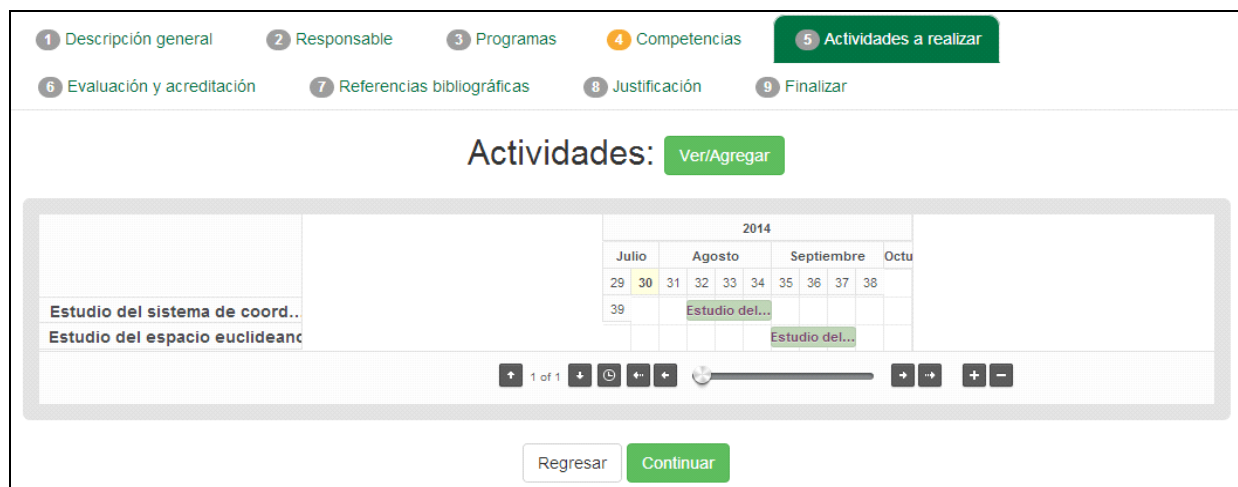 1 Descripción general 2 Responsable 3 Programas 4 Competencias 5 Actividades a realizar
6 Evaluación y acreditación 7 Referencias bibliográficas 8 Justificación 9 Finalizar
Actividades: Ver/Agregar
2014
Julio Agosto Septiembre Octu
29 30 31 32 33 34 35 36 37 38
Estudio del sistema de coord... 39 Estudio del...
Estudio del espacio euclideano Estudio del...
1 of 1
Regresar Continuar